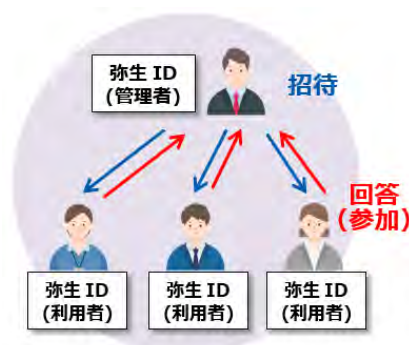 弥生 ID
(管理者)
招待
回答
(参加)
弥生 ID
(利用者)
弥生 ID
(利用者)
弥生 ID
(利用者)